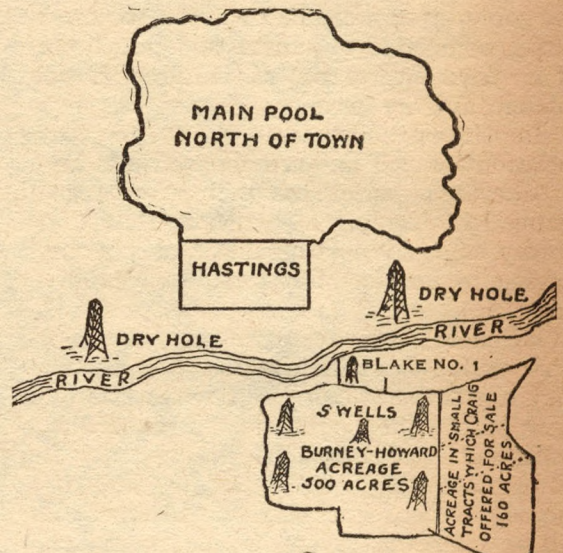 MAIN POOL
NORTH OF TOWN
HASTINGS
DRY HOLE
RIVER
DRY HOLE
RIVER
BLAKE NO. 1
5 WELLS
BURNEY-HOWARD
ACREAGE
500 ACRES
ACREAGE IN SMALL
TRACTS WHICH CRAIG
OFFERED FOR SALE
160 ACRES